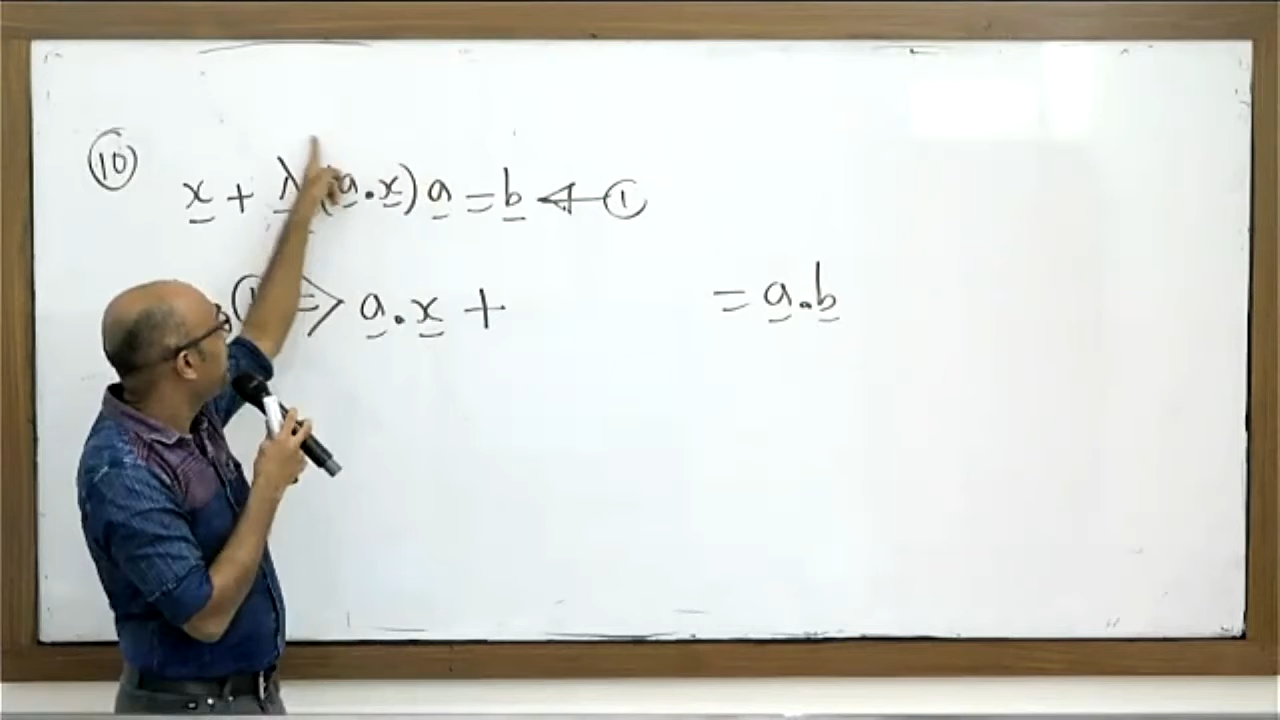 ⑩
x + λ (a.x) a = b ◁— ①
① => a.x + = a.b